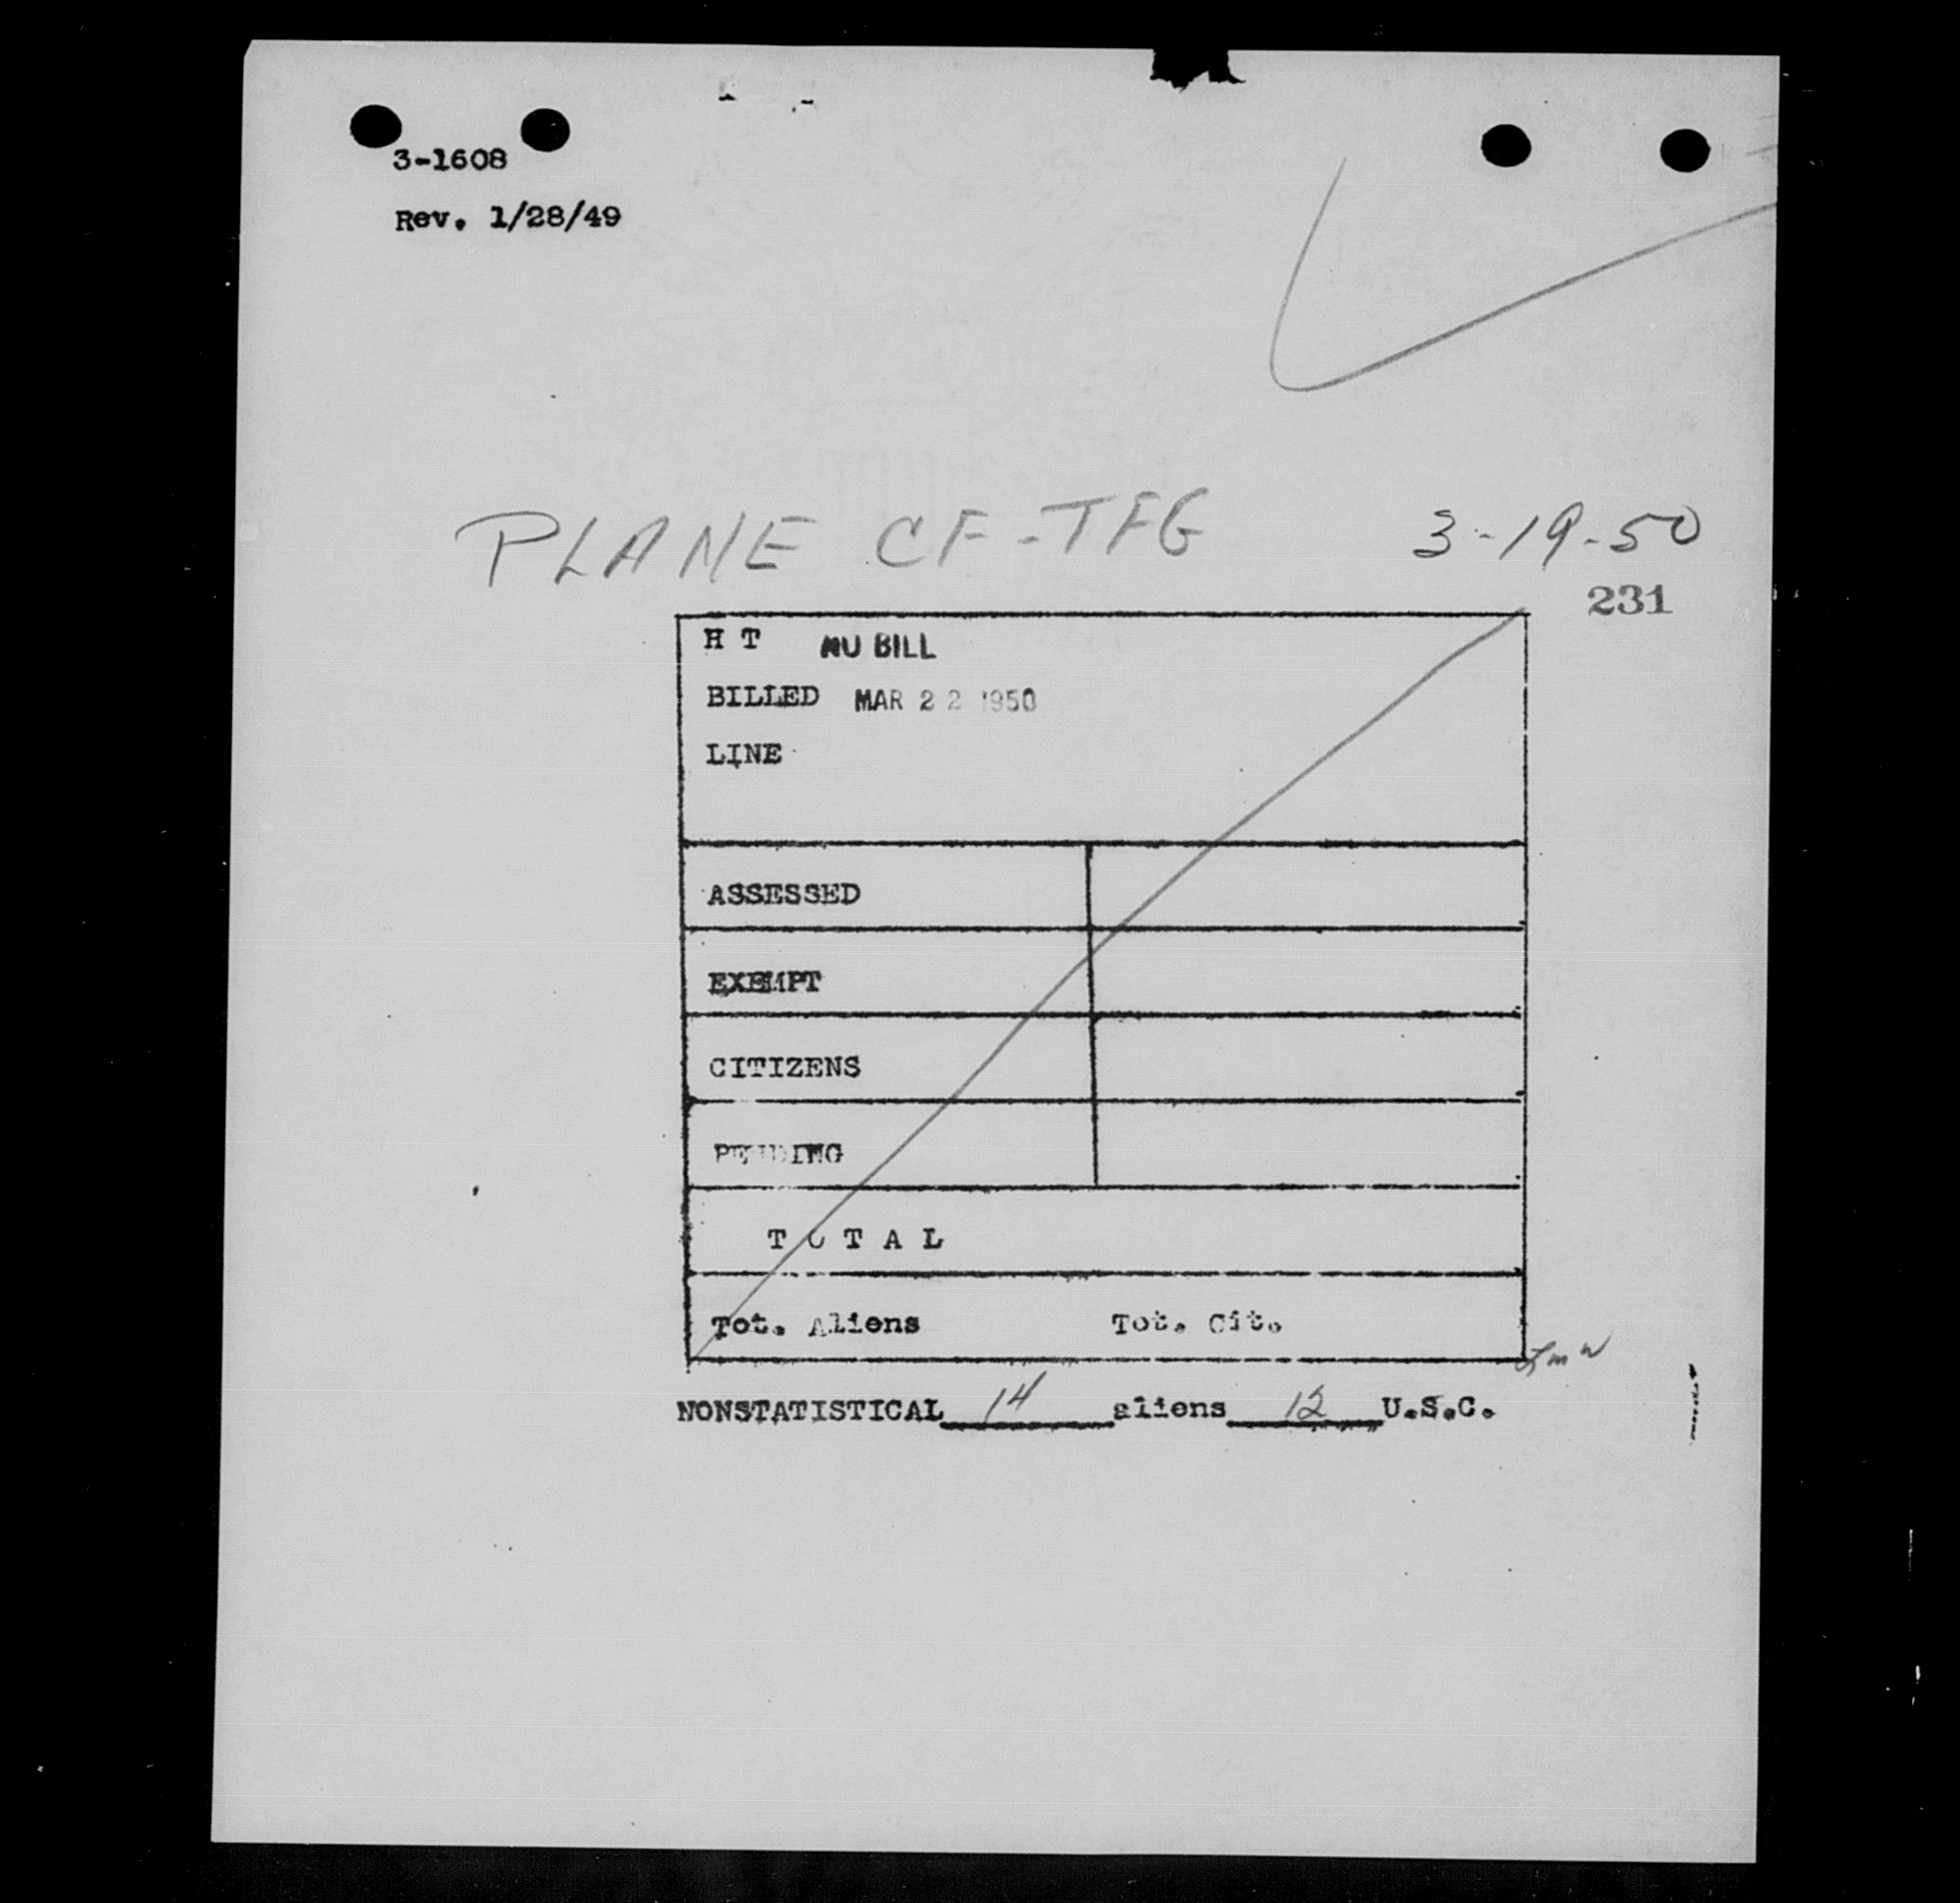 3-1608
Rev. 1/28/49
PLANE CF-TFG 3-19-50
231
H T NO BILL
BILLED MAR 22 1950
LINE
ASSESSED
EXEMPT
CITIZENS
PENDING
T O T A L
Tot. Aliens Tot. Cit.
NONSTATISTICAL 14 aliens 12 U.S.C.